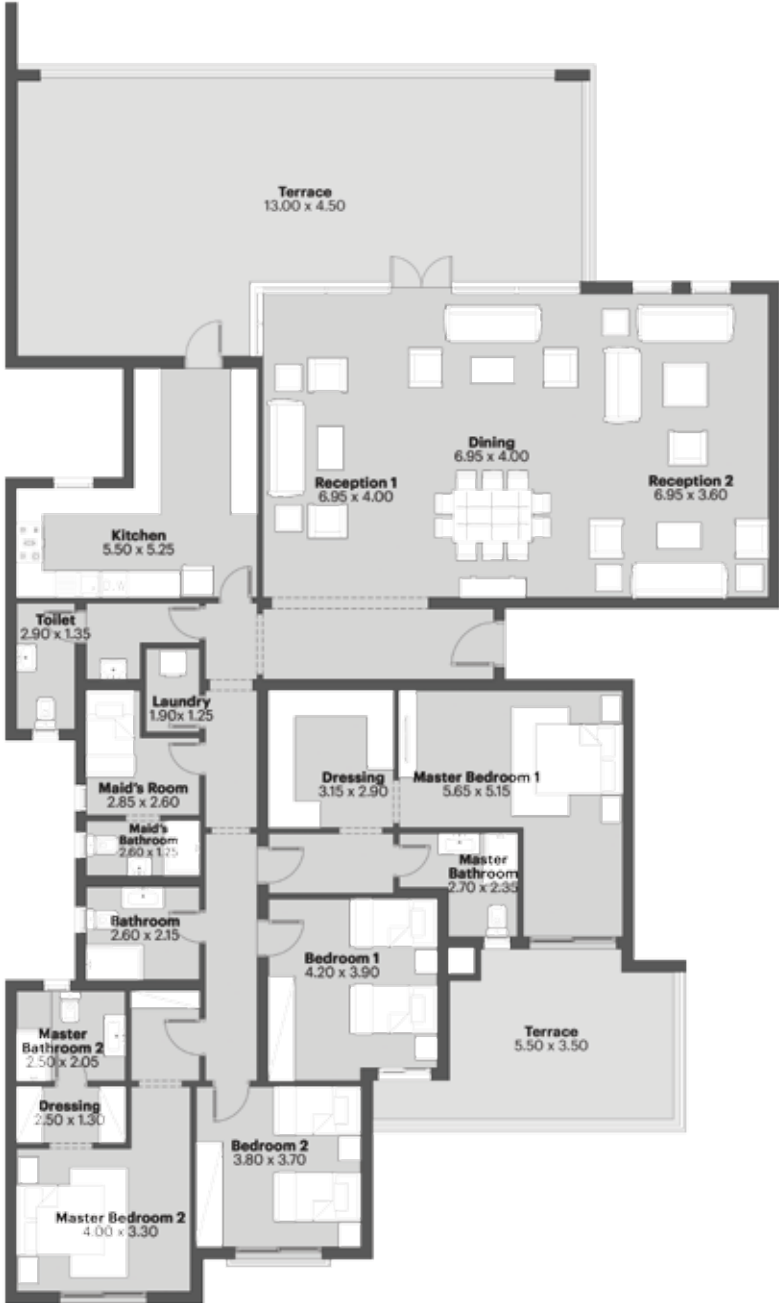 Terrace
13.00 x 4.50
Dining
6.95 x 4.00
Reception 1
6.95 x 4.00
Reception 2
6.95 x 3.60
Kitchen
5.50 x 5.25
Toilet
2.90 x 1.35
Laundry
1.90x 1.25
Maid's Room
2.85 x 2.60
Dressing
3.15 x 2.90
Master Bedroom 1
5.65 x 5.15
Maid's
Bathroom
2.60 x 1.25
Master
Bathroom
2.70 x 2.35
Bathroom
2.60 x 2.15
Bedroom 1
4.20 x 3.90
Terrace
5.50 x 3.50
Master
Bathroom 2
2.50 x 2.05
Dressing
2.50 x 1.30
Bedroom 2
3.80 x 3.70
Master Bedroom 2
4.00 x 3.30